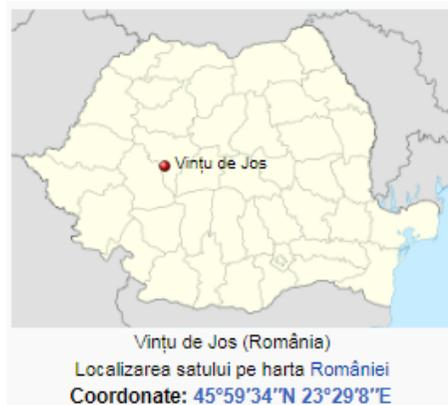 Vințu de Jos
Vințu de Jos (România)
Localizarea satului pe harta României
Coordonate: 45°59′34″N 23°29′8″E